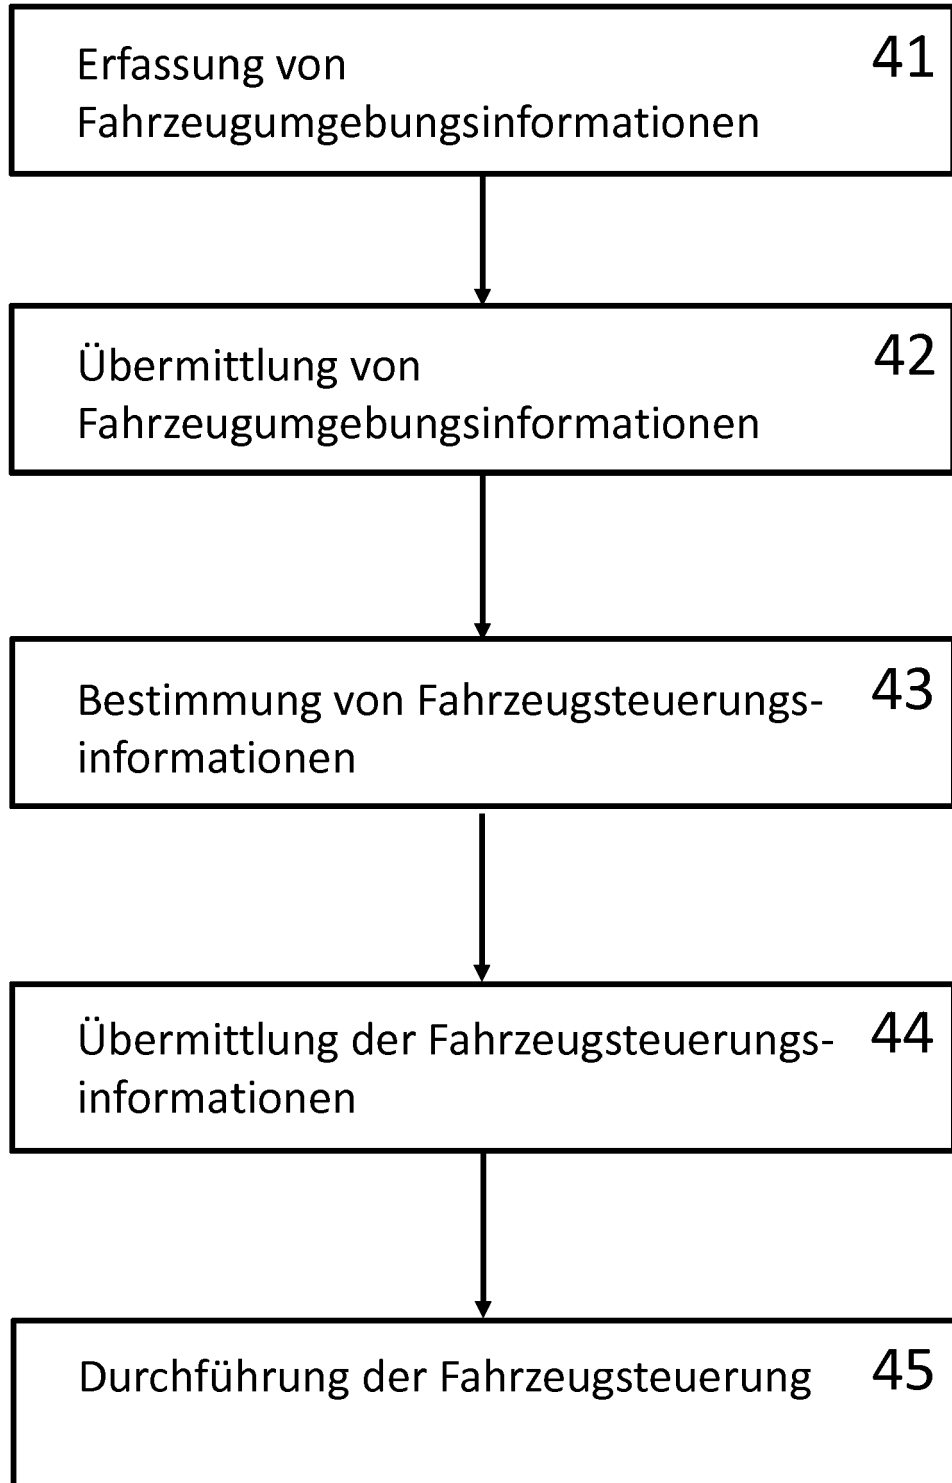 Erfassung von 41
Fahrzeugumgebungsinformationen
Übermittlung von 42
Fahrzeugumgebungsinformationen
Bestimmung von Fahrzeugsteuerungs- 43
informationen
Übermittlung der Fahrzeugsteuerungs- 44
informationen
Durchführung der Fahrzeugsteuerung 45